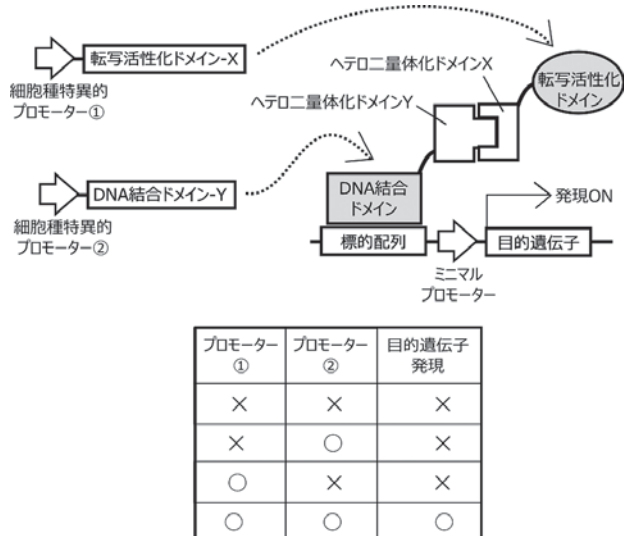 転写活性化ドメイン-X
細胞種特異的
プロモーター①
DNA結合ドメイン-Y
細胞種特異的
プロモーター②
ヘテロ二量体化ドメインX
ヘテロ二量体化ドメインY
転写活性化
ドメイン
DNA結合
ドメイン
発現ON
標的配列
目的遺伝子
ミニマル
プロモーター
プロモーター
①
プロモーター
②
目的遺伝子
発現
× × ×
× ○ ×
○ × ×
○ ○ ○